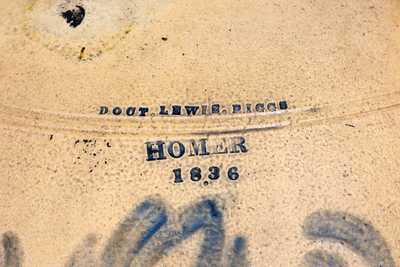 DOCT. LEWIS. RIGGS
HOMER
1836